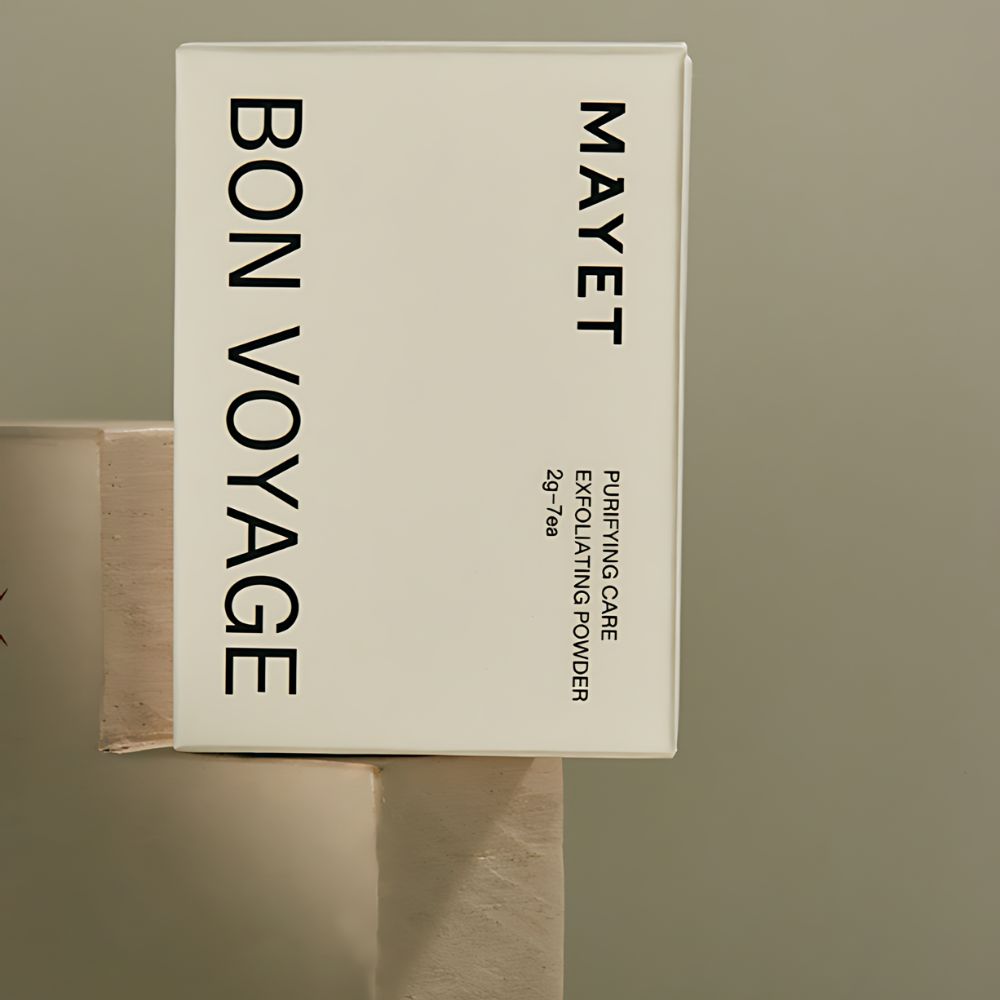 MAYET
PURIFYING CARE
EXFOLIATING POWDER
2g-7ea
BON VOYAGE